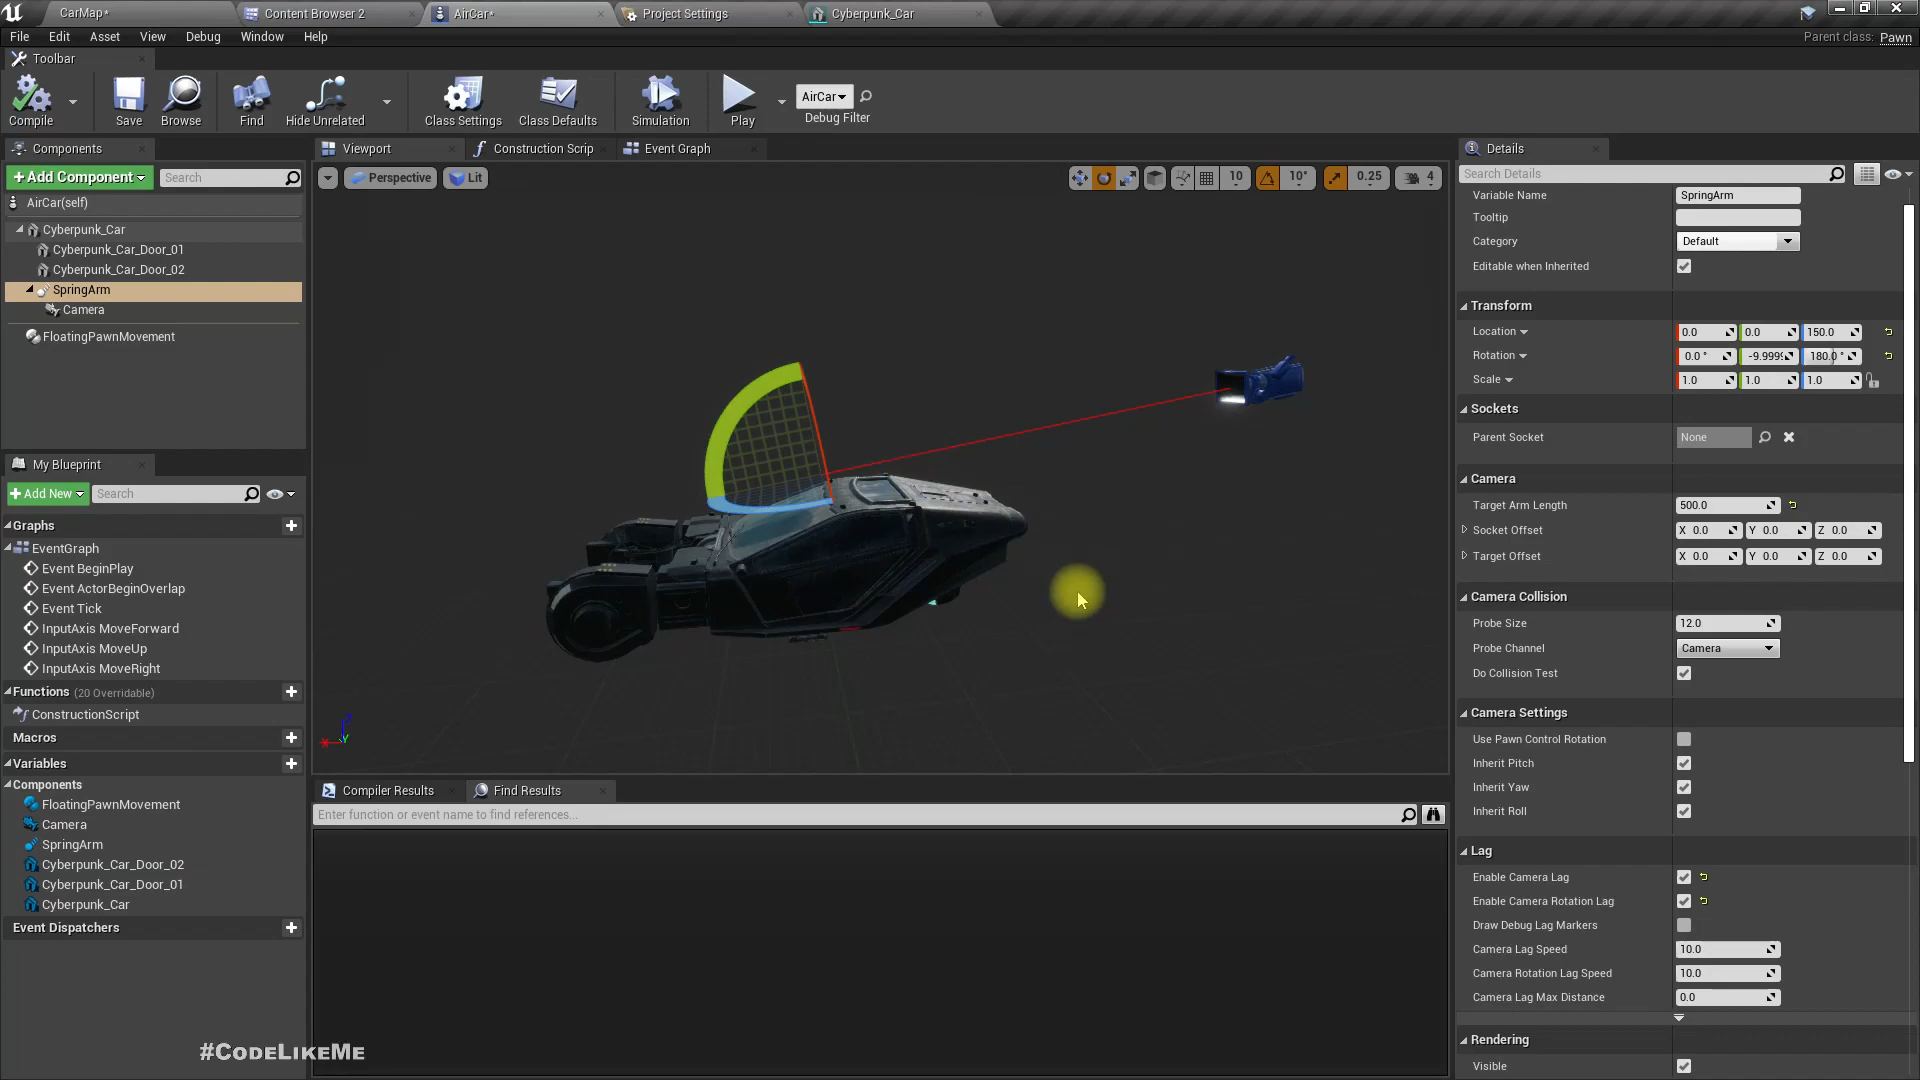 CarMap*
Content Browser 2
AirCar*
Project Settings
Cyberpunk_Car
File Edit Asset View Debug Window Help
Parent class: Pawn
Toolbar
Compile
Save
Browse
Find
Hide Unrelated
Class Settings
Class Defaults
Simulation
Play
AirCar
Debug Filter
Components
+Add Component
Search
AirCar(self)
Cyberpunk_Car
Cyberpunk_Car_Door_01
Cyberpunk_Car_Door_02
SpringArm
Camera
FloatingPawnMovement
My Blueprint
+Add New
Search
Graphs
EventGraph
Event BeginPlay
Event ActorBeginOverlap
Event Tick
InputAxis MoveForward
InputAxis MoveUp
InputAxis MoveRight
Functions (20 Overridable)
ConstructionScript
Macros
Variables
Components
FloatingPawnMovement
Camera
SpringArm
Cyberpunk_Car_Door_02
Cyberpunk_Car_Door_01
Cyberpunk_Car
Event Dispatchers
Viewport
Construction Scrip
Event Graph
Perspective
Lit
10
10°
0.25
4
Compiler Results
Find Results
Enter function or event name to find references...
Details
Search Details
Variable Name SpringArm
Tooltip
Category Default
Editable when Inherited
Transform
Location 0.0 0.0 150.0
Rotation 0.0 ° -9.9999 180.0 °
Scale 1.0 1.0 1.0
Sockets
Parent Socket None
Camera
Target Arm Length 500.0
Socket Offset X 0.0 Y 0.0 Z 0.0
Target Offset X 0.0 Y 0.0 Z 0.0
Camera Collision
Probe Size 12.0
Probe Channel Camera
Do Collision Test
Camera Settings
Use Pawn Control Rotation
Inherit Pitch
Inherit Yaw
Inherit Roll
Lag
Enable Camera Lag
Enable Camera Rotation Lag
Draw Debug Lag Markers
Camera Lag Speed 10.0
Camera Rotation Lag Speed 10.0
Camera Lag Max Distance 0.0
Rendering
Visible
#CodeLikeMe